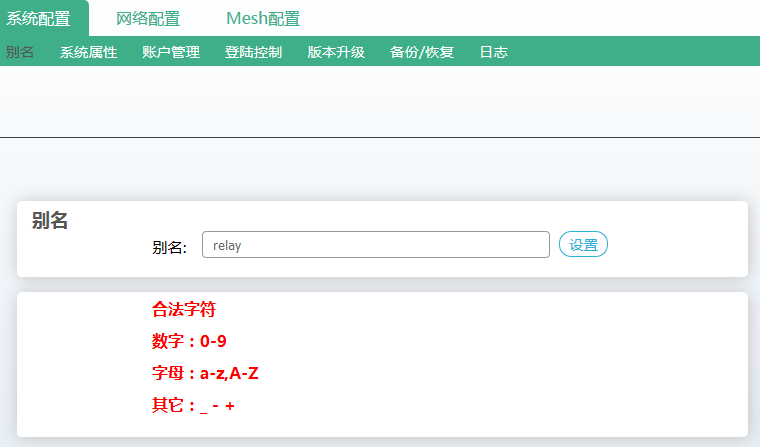 系统配置 网络配置 Mesh配置
别名 系统属性 账户管理 登陆控制 版本升级 备份/恢复 日志
别名
别名: relay 设置
合法字符
数字：0-9
字母：a-z,A-Z
其它：_ - +